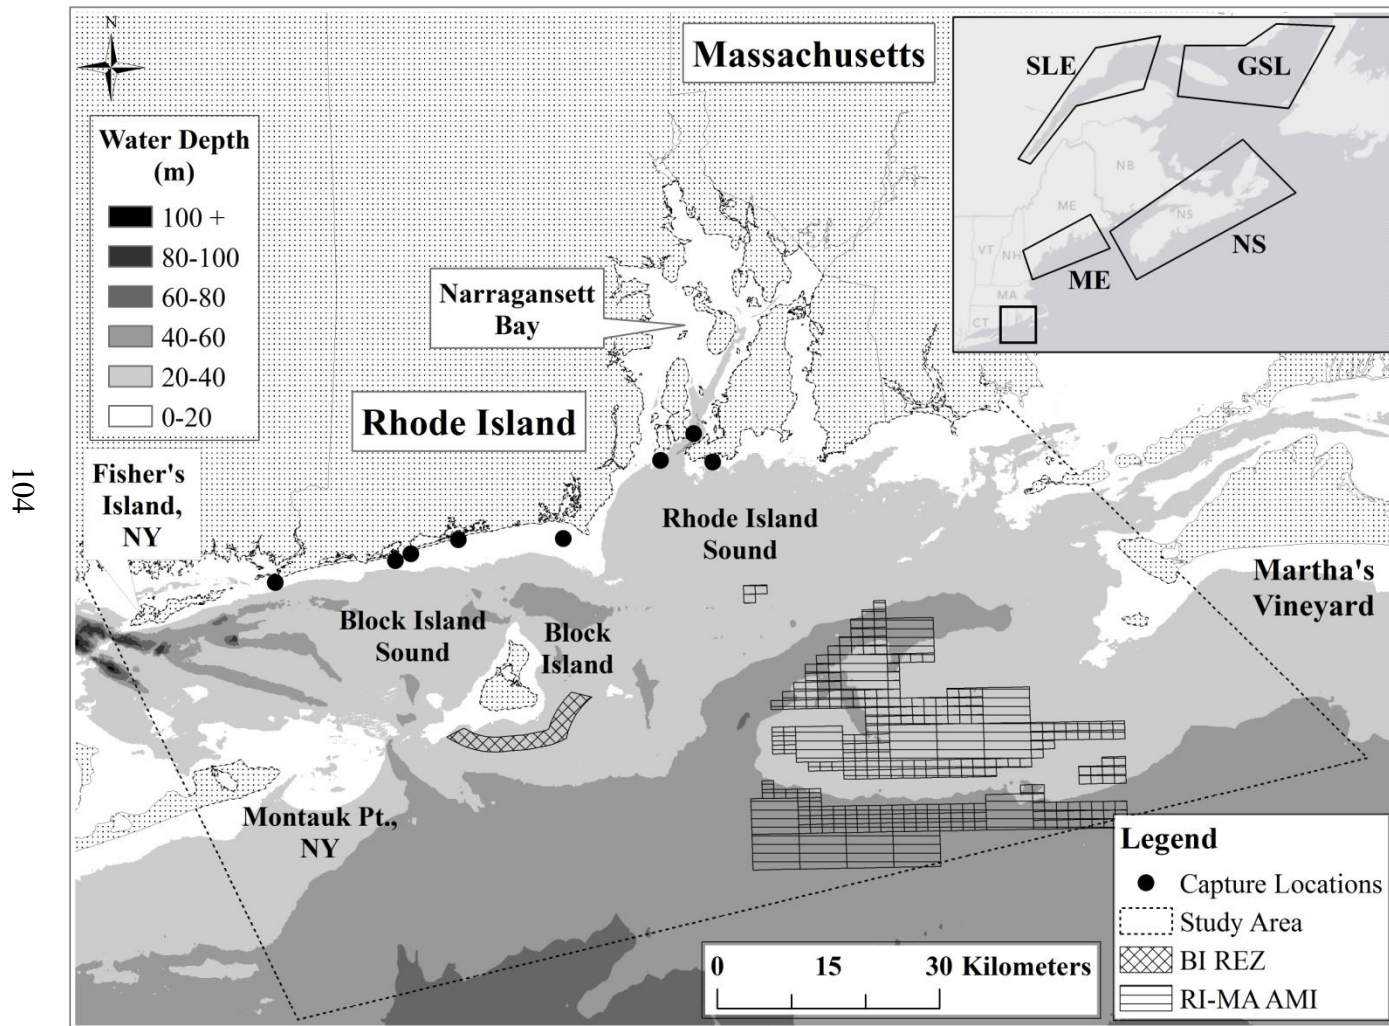 N
Massachusetts
Water Depth
(m)
100 +
80-100
60-80
40-60
20-40
0-20
SLE
GSL
NB
ME
NS
VT
NH
NS
ME
MA
CT
Narragansett
Bay
Rhode Island
Fisher's
Island,
NY
104
Rhode Island
Sound
Block Island
Sound
Block
Island
Martha's
Vineyard
Montauk Pt.,
NY
Legend
Capture Locations
Study Area
BI REZ
RI-MA AMI
0 15 30 Kilometers